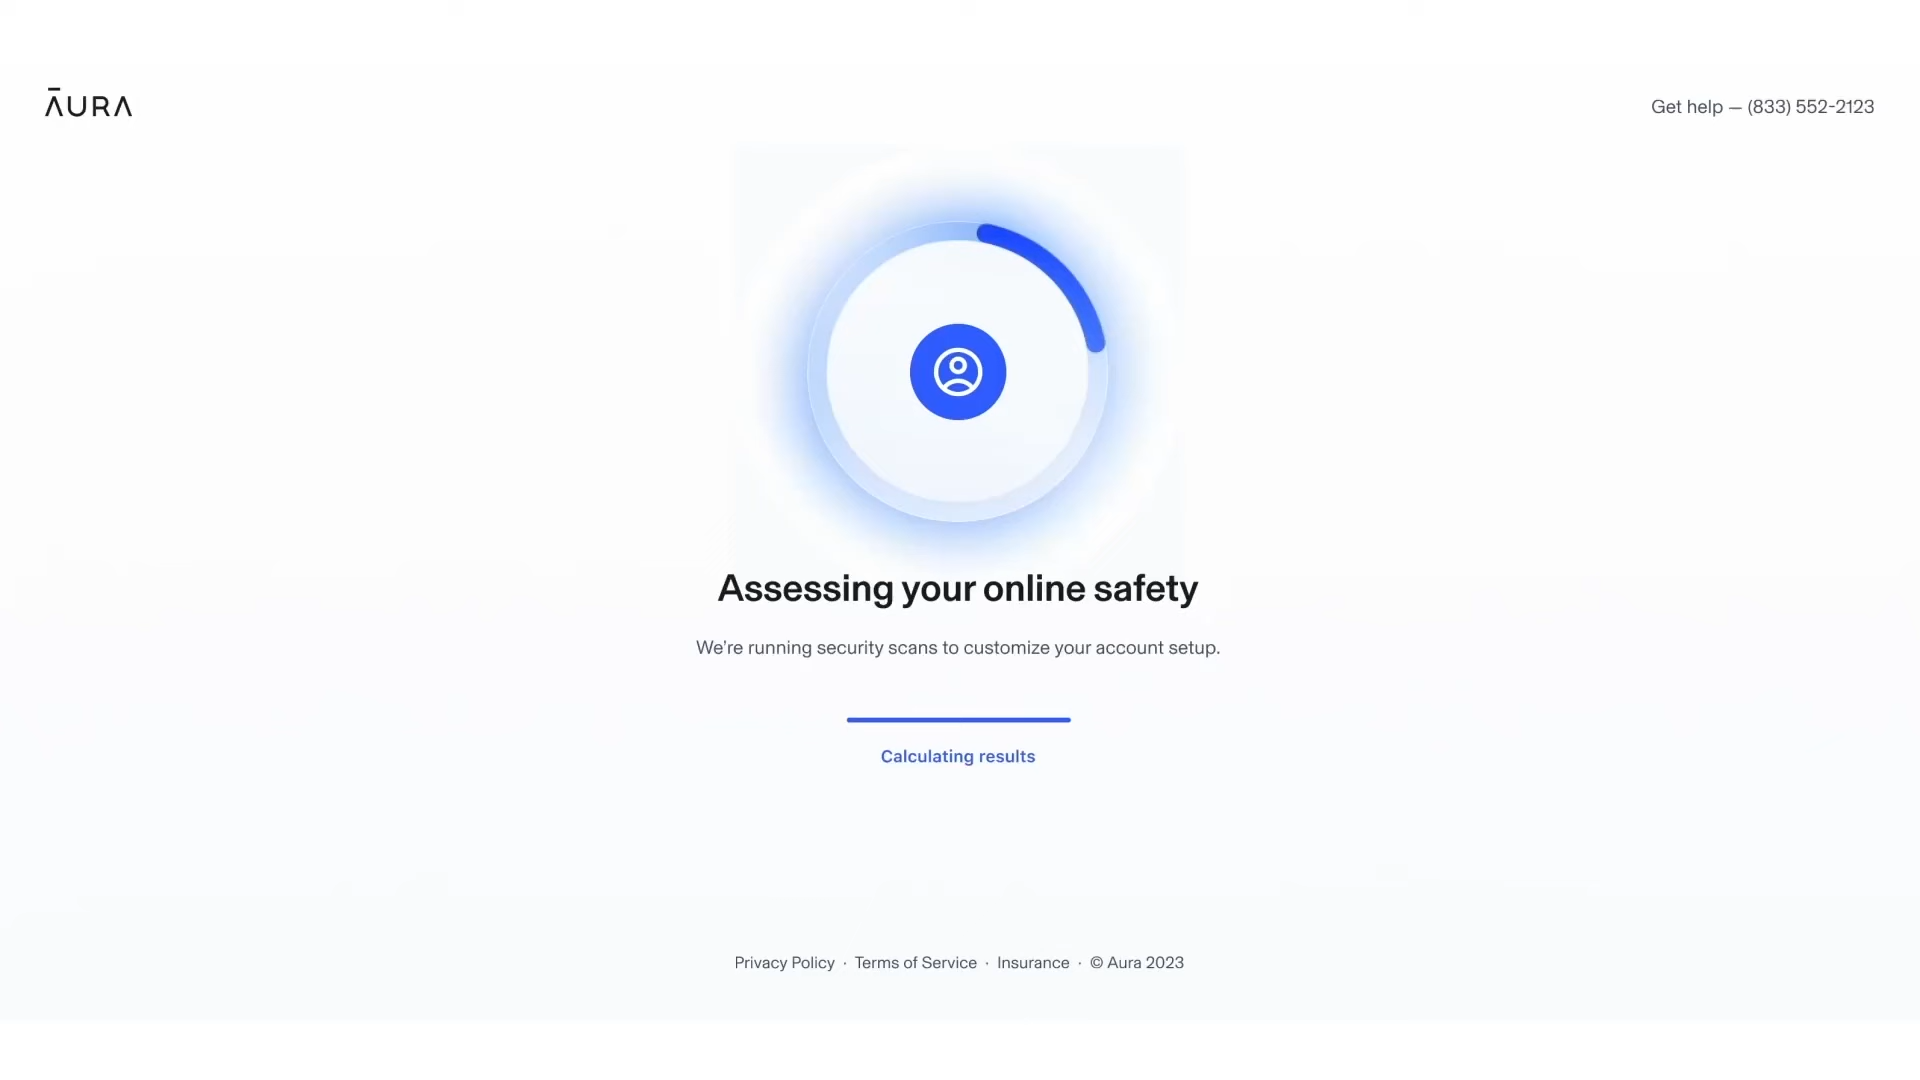 ĀURA
Get help — (833) 552-2123
Assessing your online safety
We're running security scans to customize your account setup.
Calculating results
Privacy Policy · Terms of Service · Insurance · © Aura 2023